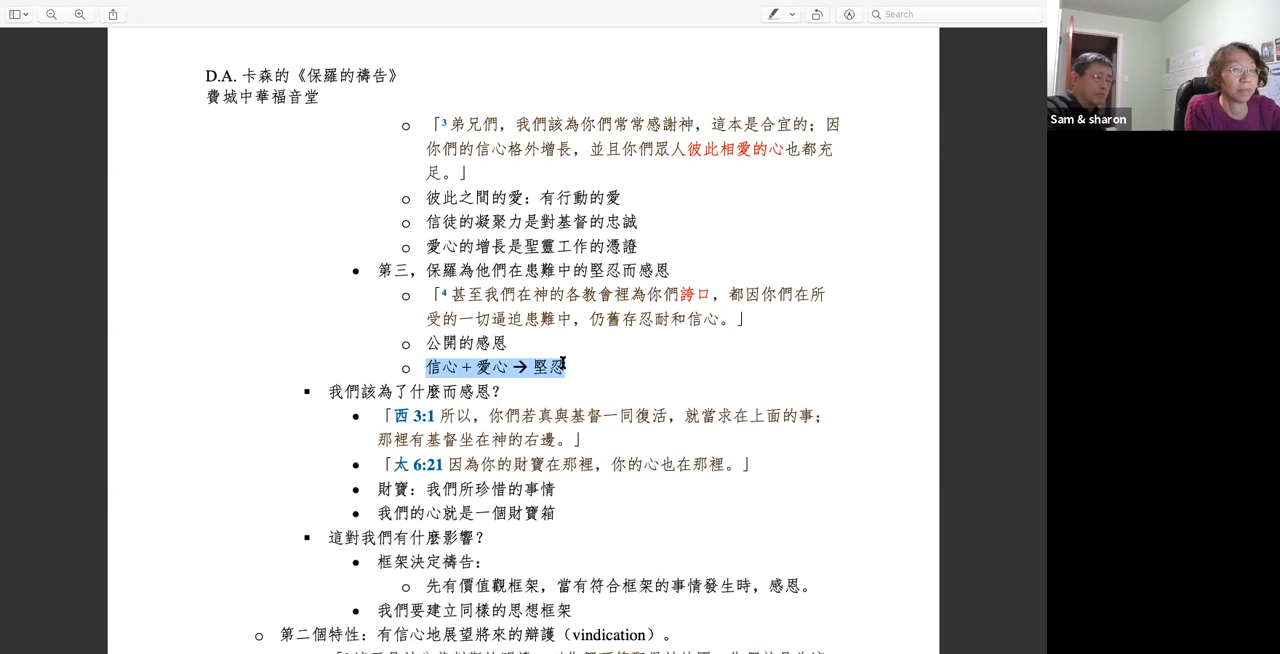 Search
D.A. 卡森的《保羅的禱告》
費城中華福音堂
「3 弟兄們，我們該為你們常常感謝神，這本是合宜的；因
你們的信心格外增長，並且你們眾人彼此相愛的心也都充
足。」
彼此之間的愛：有行動的愛
信徒的凝聚力是對基督的忠誠
愛心的增長是聖靈工作的憑證
第三，保羅為他們在患難中的堅忍而感恩
「4 甚至我們在神的各教會裡為你們誇口，都因你們在所
受的一切逼迫患難中，仍舊存忍耐和信心。」
公開的感恩
信心 + 愛心 → 堅忍
我們該為了什麼而感恩？
「西 3:1 所以，你們若真與基督一同復活，就當求在上面的事；
那裡有基督坐在神的右邊。」
「太 6:21 因為你的財寶在那裡，你的心也在那裡。」
財寶：我們所珍惜的事情
我們的心就是一個財寶箱
這對我們有什麼影響？
框架決定禱告：
先有價值觀框架，當有符合框架的事情發生時，感恩。
我們要建立同樣的思想框架
第二個特性：有信心地展望將來的辯護（vindication）。
Sam & sharon